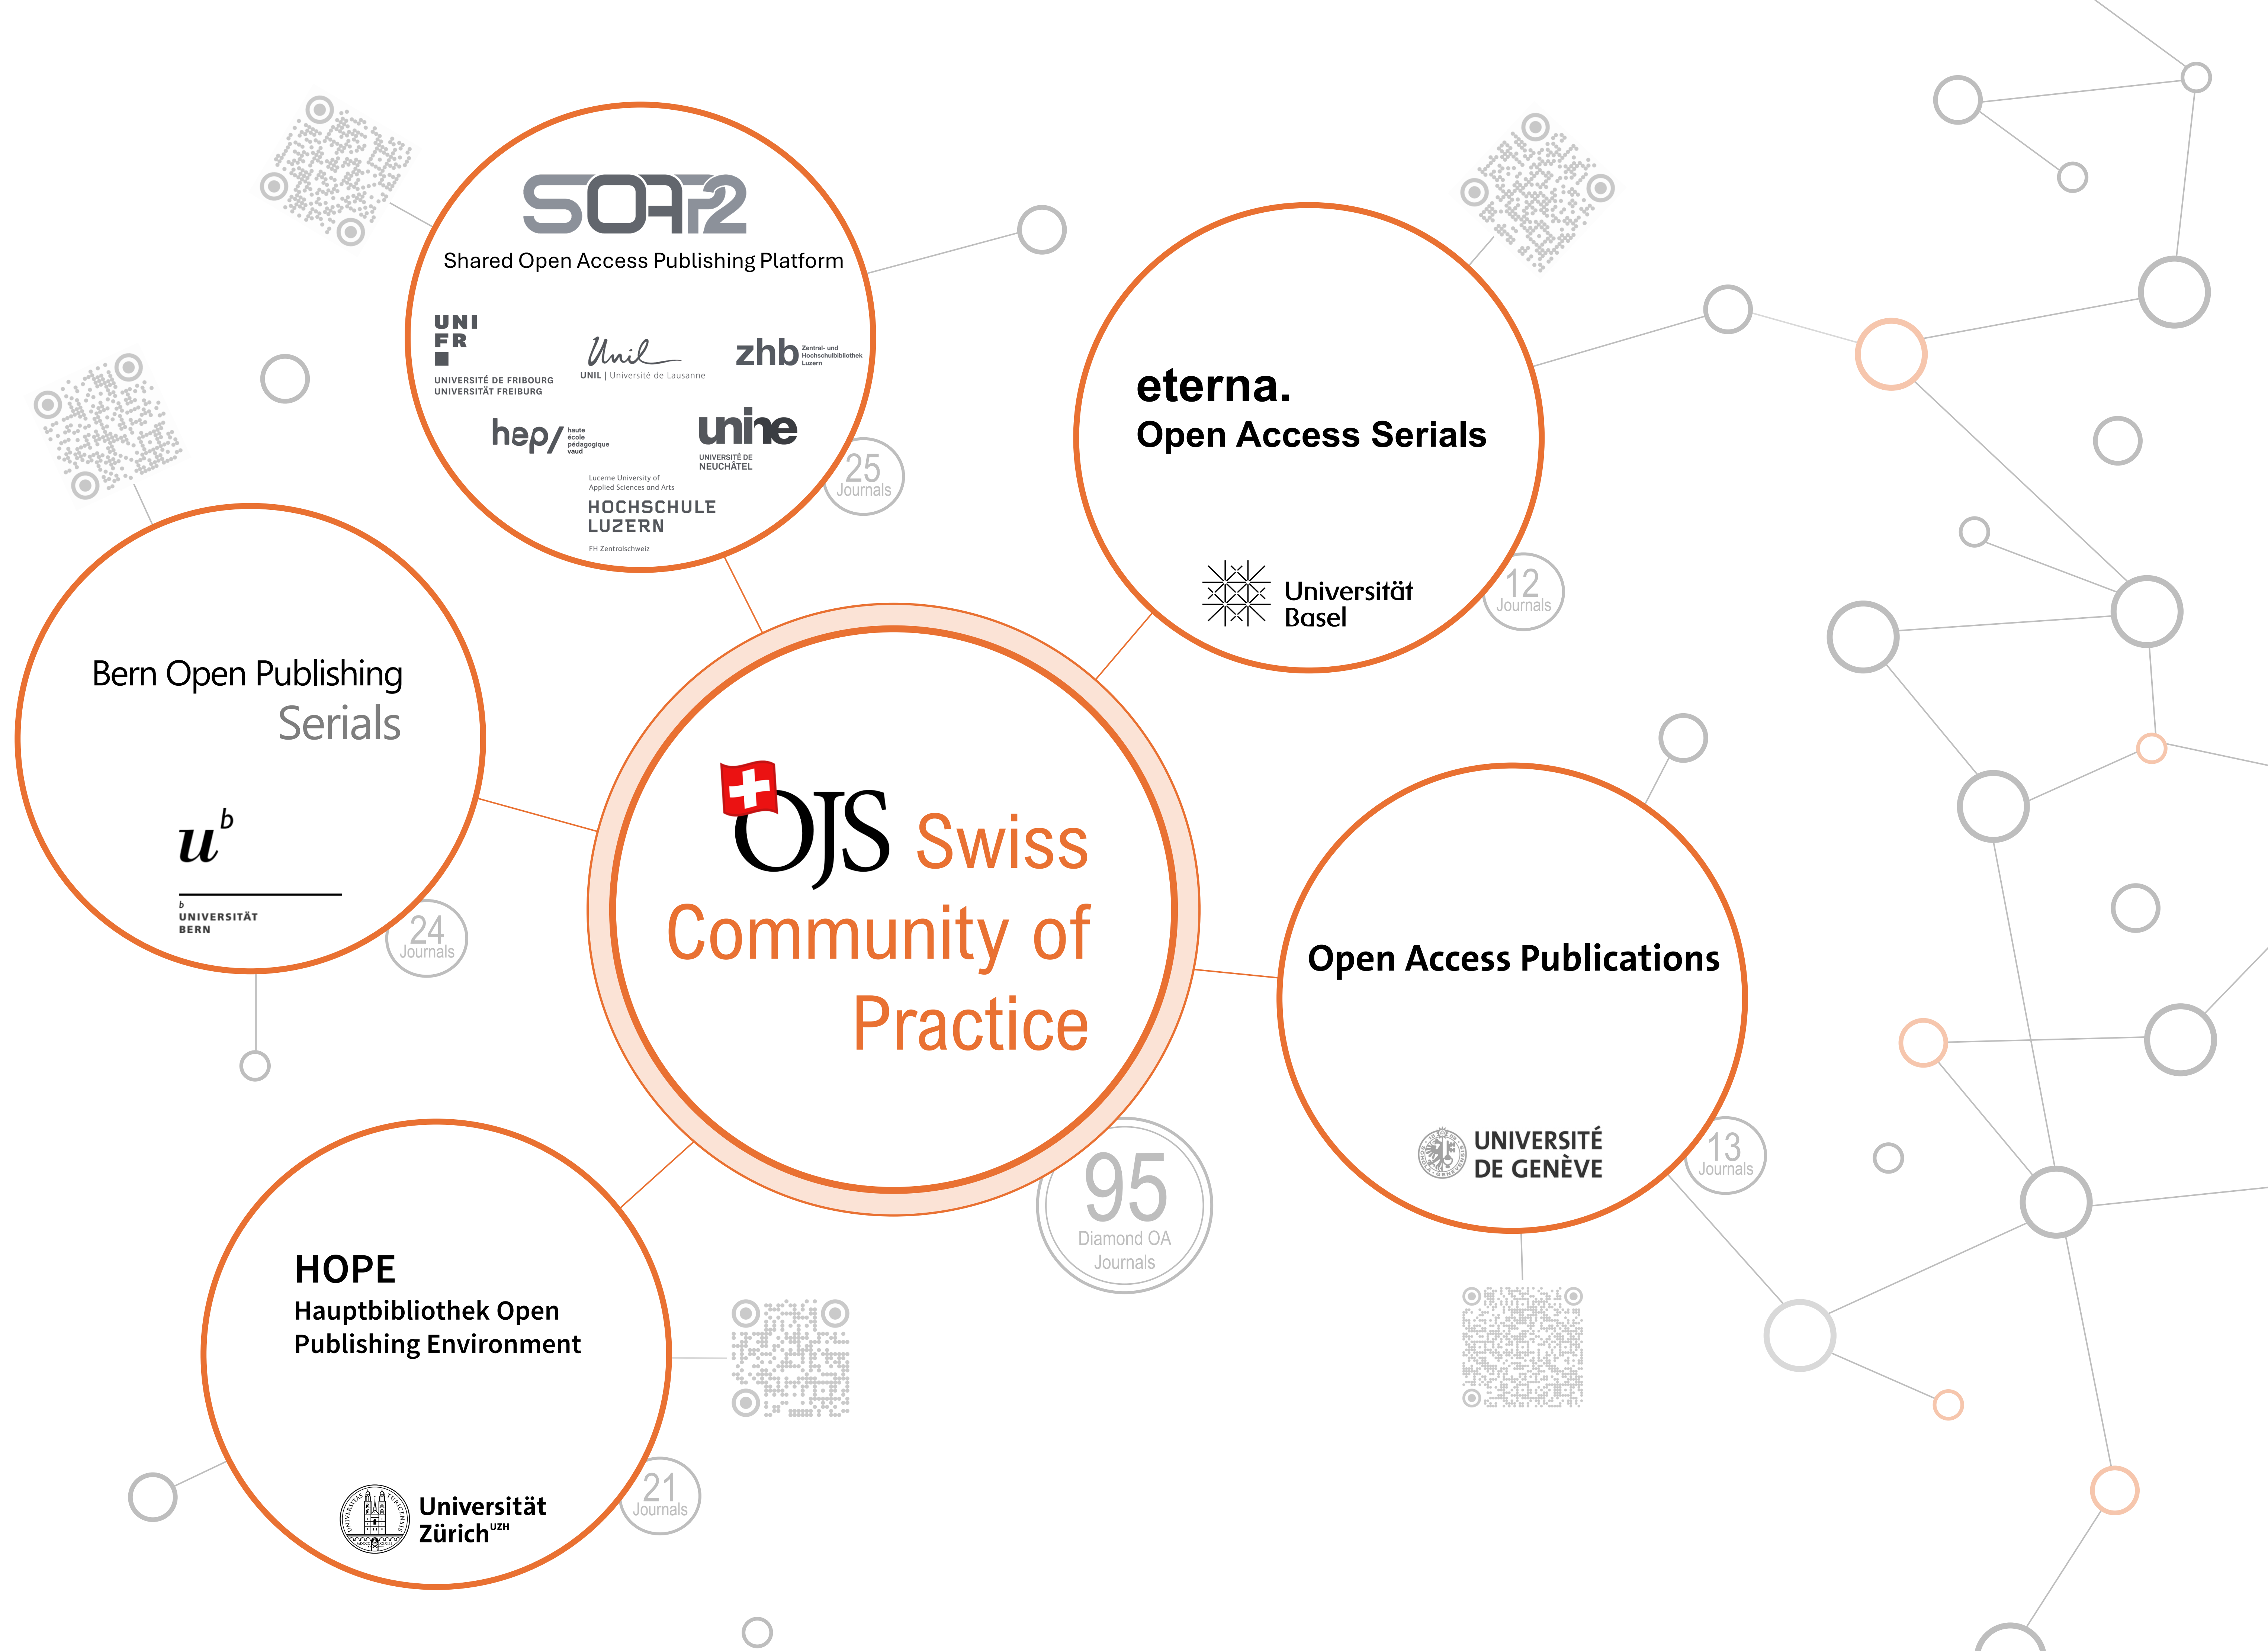 SOAP2
Shared Open Access Publishing Platform
UNI
FR
UNIVERSITÉ DE FRIBOURG
UNIVERSITÄT FREIBURG
Unil
UNIL | Université de Lausanne
zhb Zentral- und
Hochschulbibliothek
Luzern
hep/ haute
école
pédagogique
vaud
unine
UNIVERSITÉ DE
NEUCHÂTEL
Lucerne University of
Applied Sciences and Arts
HOCHSCHULE
LUZERN
FH Zentralschweiz
25
Journals
eterna.
Open Access Serials
Universität
Basel
12
Journals
Bern Open Publishing
Serials
u b
b
UNIVERSITÄT
BERN
24
Journals
OJS Swiss
Community of
Practice
95
Diamond OA
Journals
Open Access Publications
UNIVERSITÉ
DE GENÈVE
13
Journals
HOPE
Hauptbibliothek Open
Publishing Environment
UNIVERSITAS TURICENSIS
Universität
Zürich UZH
21
Journals